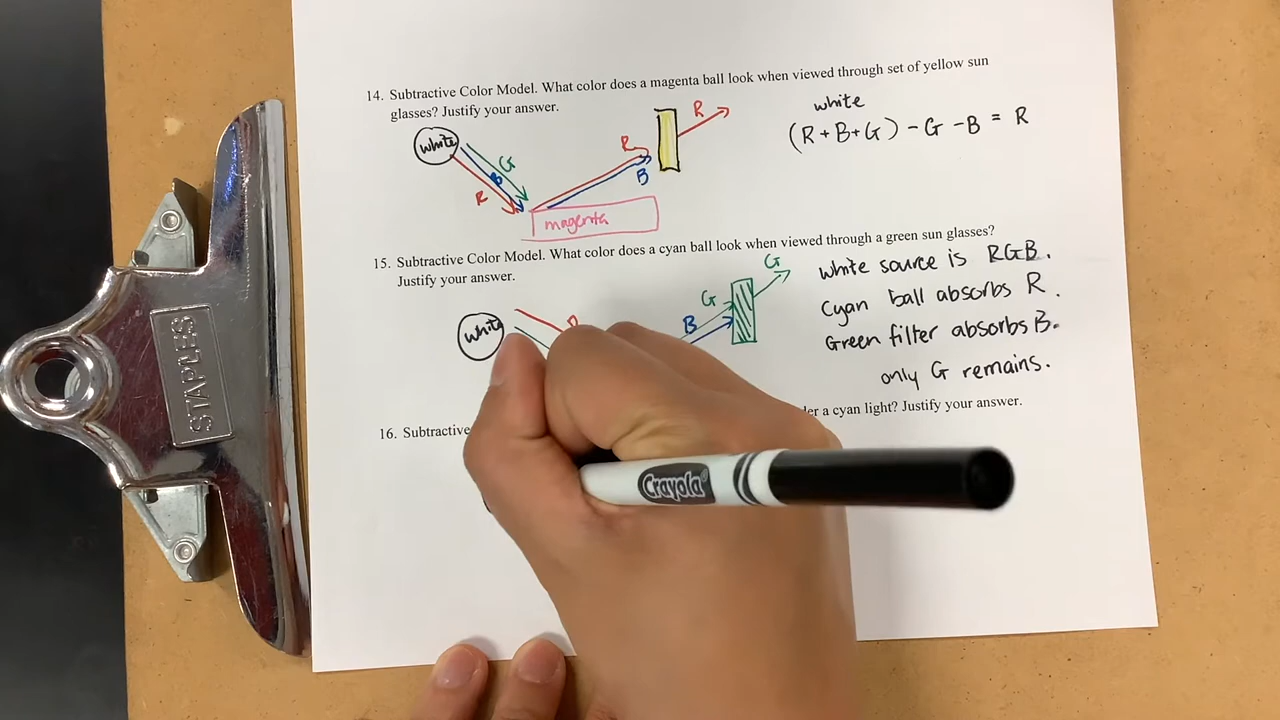 14. Subtractive Color Model. What color does a magenta ball look when viewed through set of yellow sun
glasses? Justify your answer.
white
(R+B+G) - G - B = R
white
G
B
R
R
B
R
magenta
15. Subtractive Color Model. What color does a cyan ball look when viewed through a green sun glasses?
Justify your answer.
white
G
B
G
White source is RGB.
Cyan ball absorbs R.
Green filter absorbs B.
only G remains.
16. Subtractive
a cyan light? Justify your answer.
STAPLES
Crayola